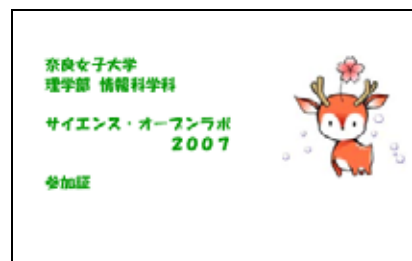 奈良女子大学
理学部 情報科学科
サイエンス・オープンラボ
2007
参加証